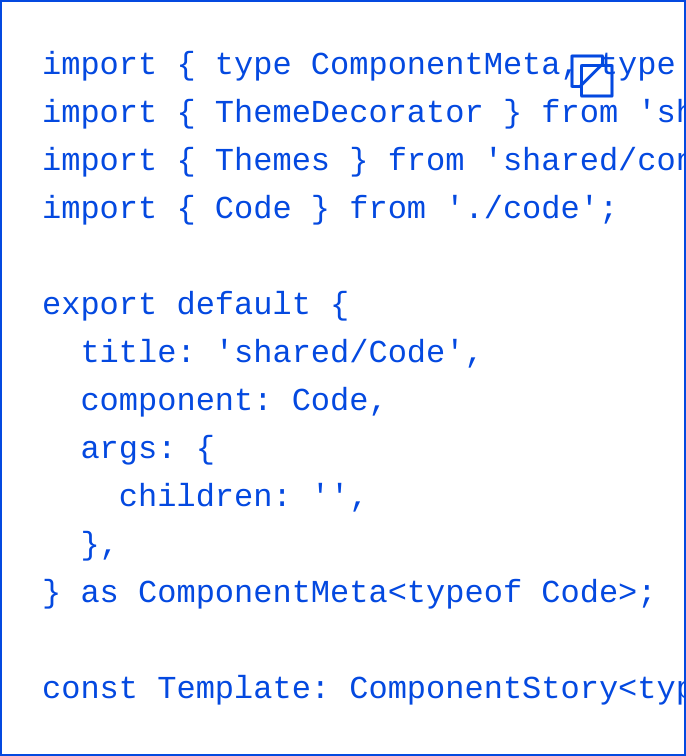 import { type ComponentMeta, type
import { ThemeDecorator } from 'sh
import { Themes } from 'shared/con
import { Code } from './code';

export default {
  title: 'shared/Code',
  component: Code,
  args: {
    children: '',
  },
} as ComponentMeta<typeof Code>;

const Template: ComponentStory<typ